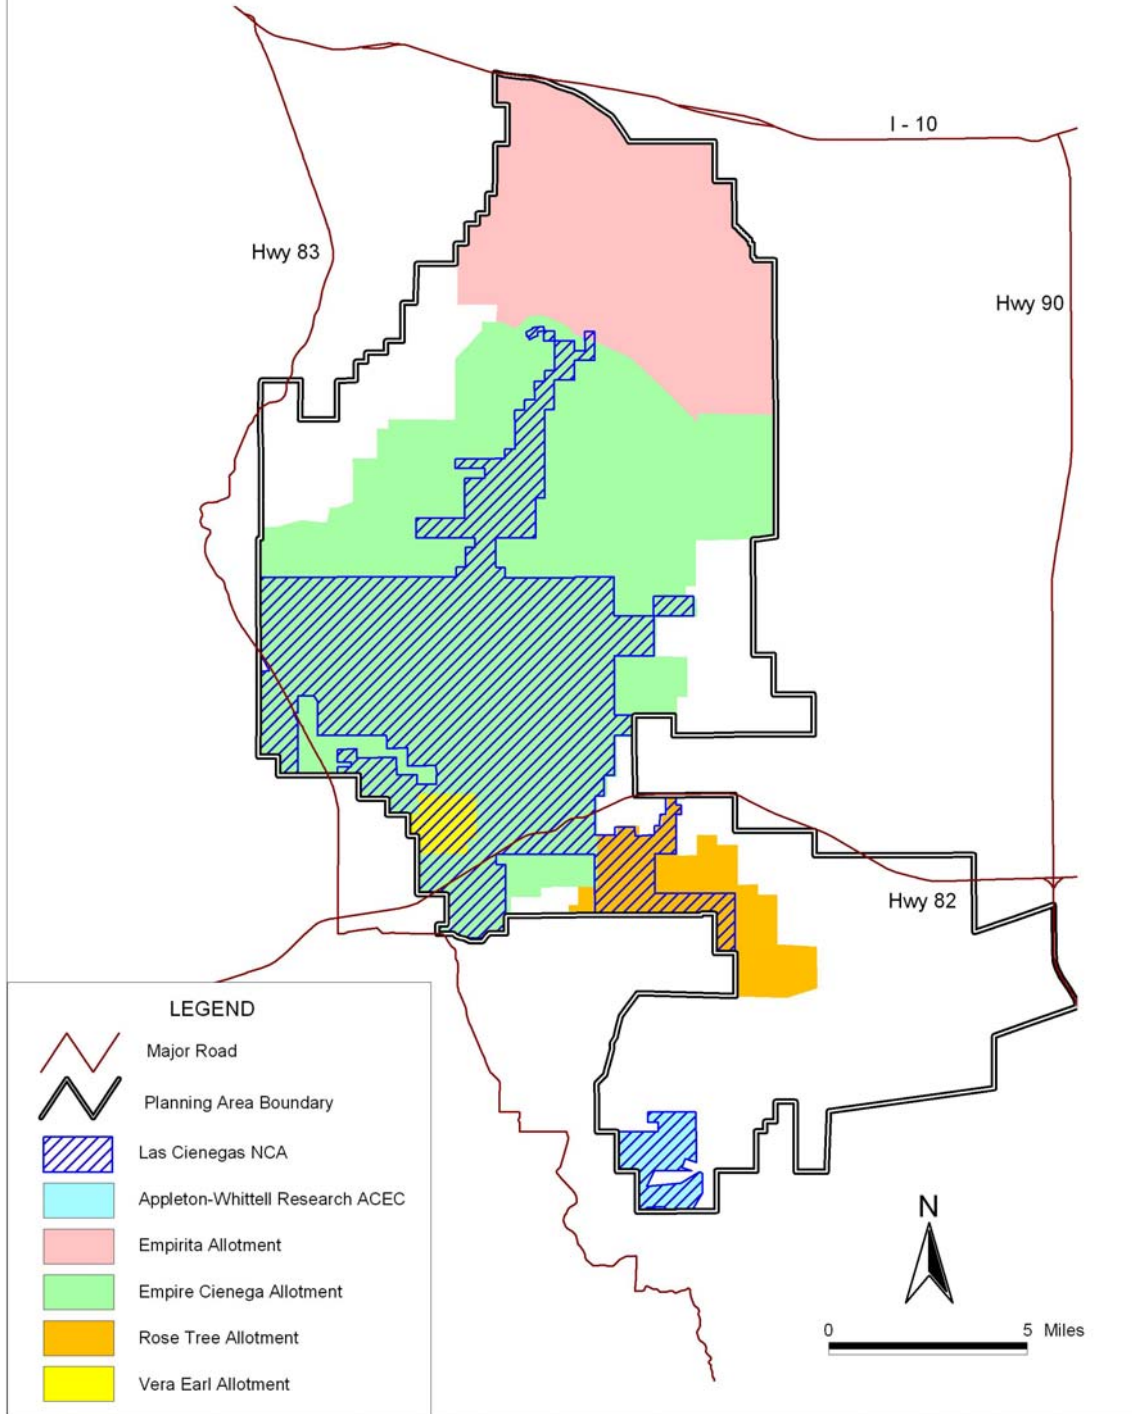 I - 10
Hwy 83
Hwy 90
Hwy 82
LEGEND
Major Road
Planning Area Boundary
Las Cienegas NCA
Appleton-Whittell Research ACEC
Empirita Allotment
Empire Cienega Allotment
Rose Tree Allotment
Vera Earl Allotment
N
0 5 Miles